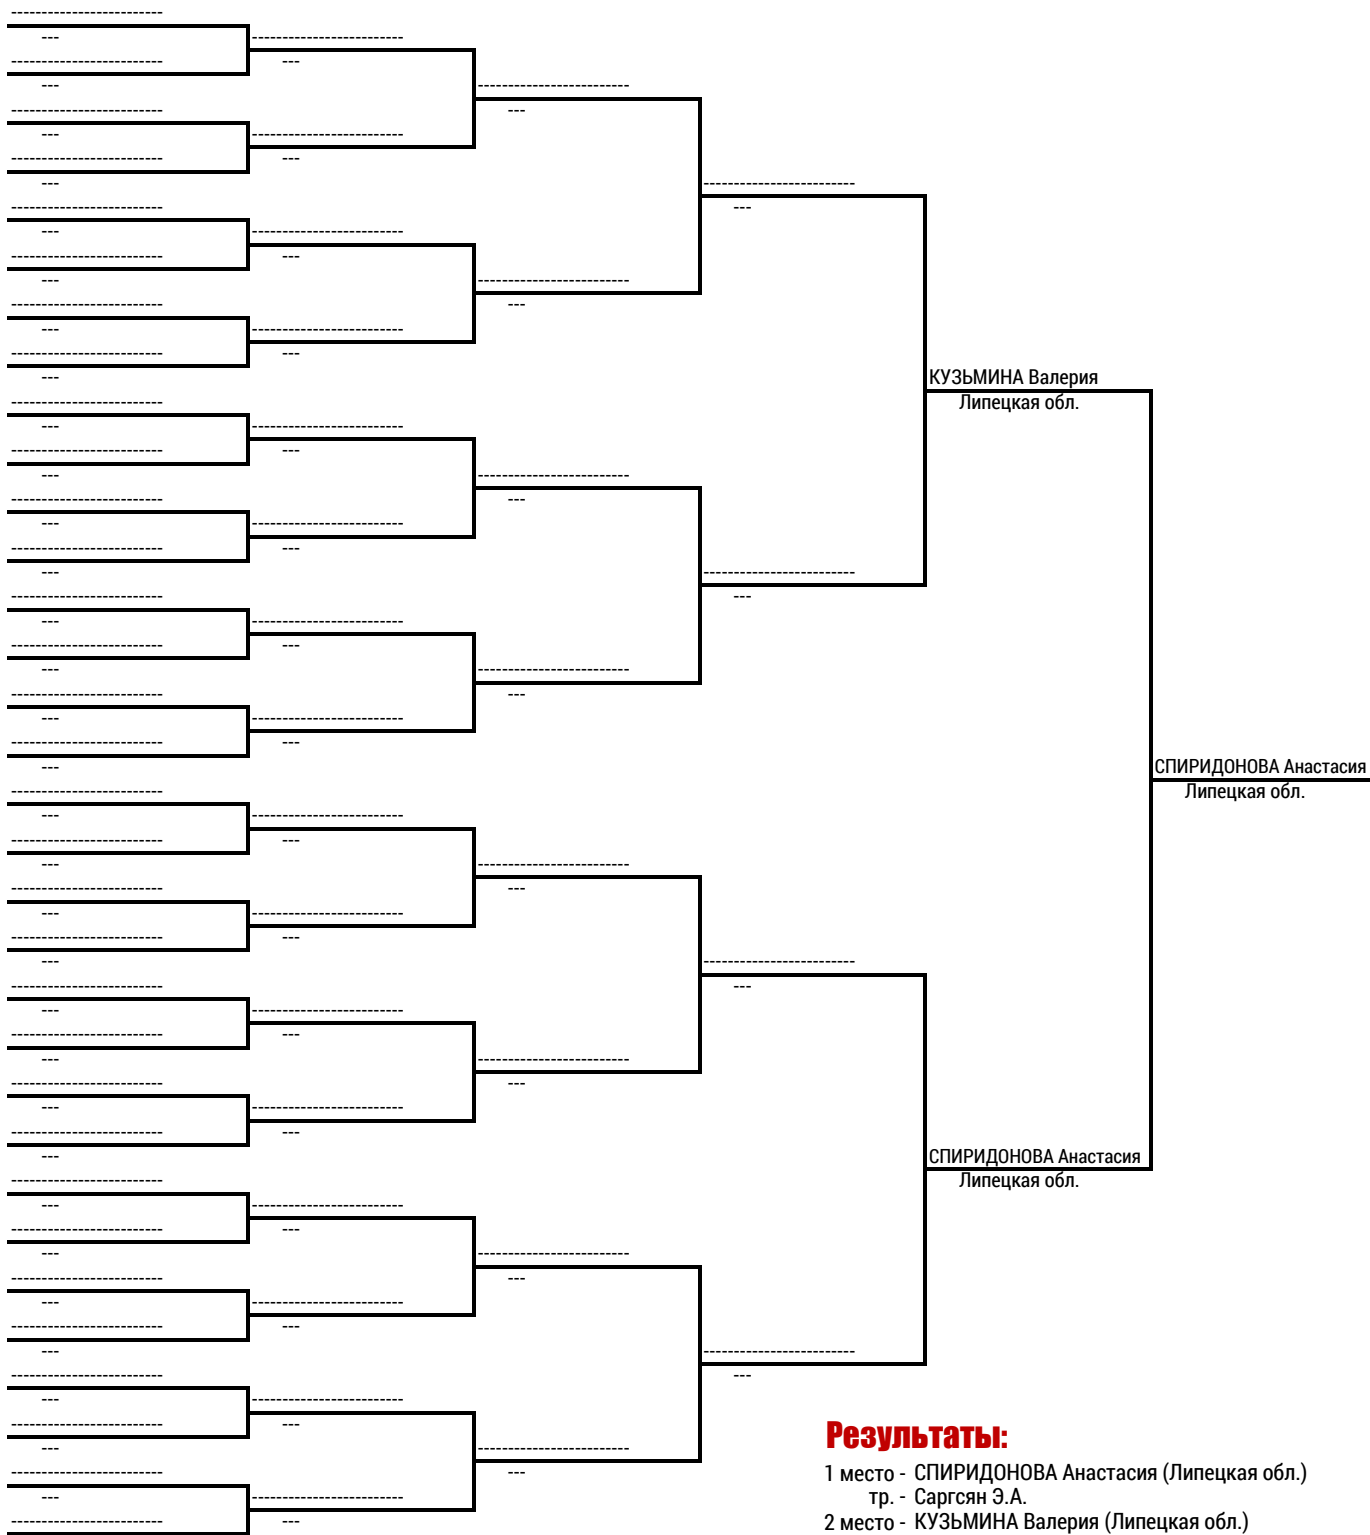 КУЗЬМИНА Валерия
Липецкая обл.
СПИРИДОНОВА Анастасия
Липецкая обл.
СПИРИДОНОВА Анастасия
Липецкая обл.
Результаты:
1 место - СПИРИДОНОВА Анастасия (Липецкая обл.)
тр. - Саргсян Э.А.
2 место - КУЗЬМИНА Валерия (Липецкая обл.)